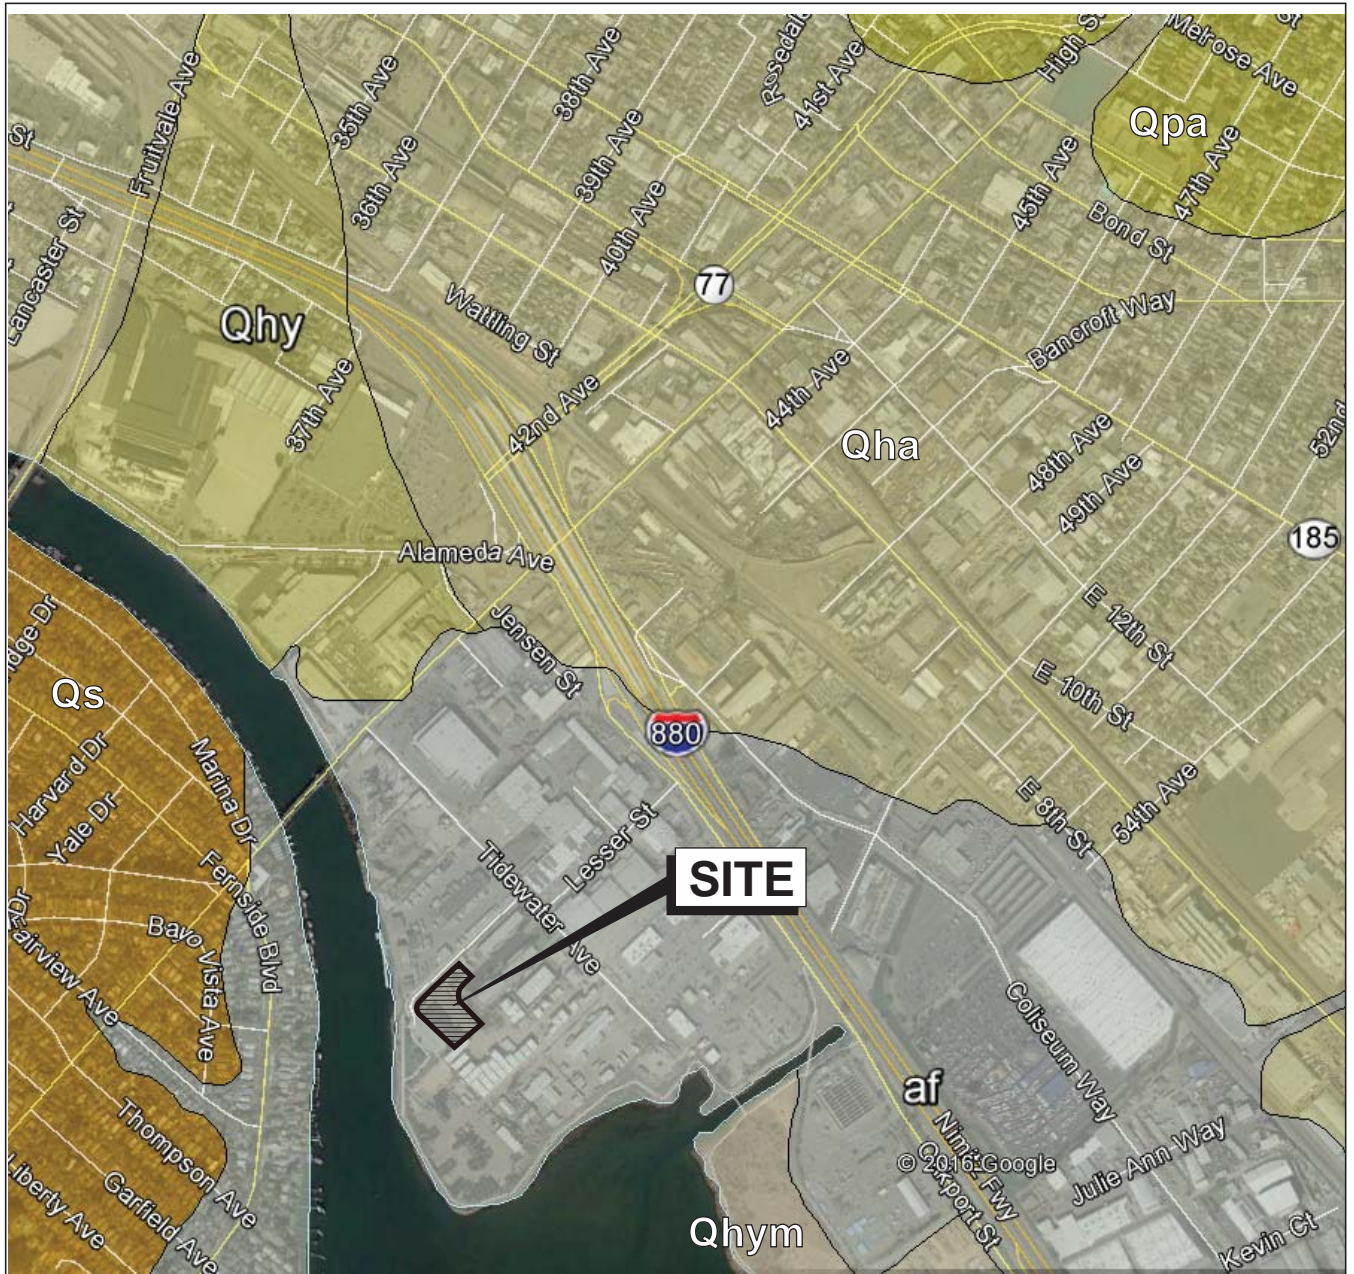 St
Fruitvale Ave
35th Ave
36th Ave
38th Ave
39th Ave
40th Ave
41st Ave
High
Melrose Ave
St
Qpa
47th Ave
45th Ave
Bond St
Lancaster St
Qhy
77
Wattling St
Bancroft Way
37th Ave
42nd Ave
44th Ave
Qha
48th Ave
49th Ave
52nd
185
Alameda Ave
Jensen St
E 12th St
E 10th St
Qs
Harvard Dr
Yale Dr
Marina Dr
880
E 8th St
54th Ave
Lesser St
SITE
Tidewater Ave
Fernside Blvd
Dr
Fairview Ave
Bayo Vista Ave
Coliseum Way
af
Nimitz Fwy
Oakport St
© 2016 Google
Julie Ann Way
Thompson Ave
Garfield Ave
Liberty Ave
Qhym
Kevin Ct